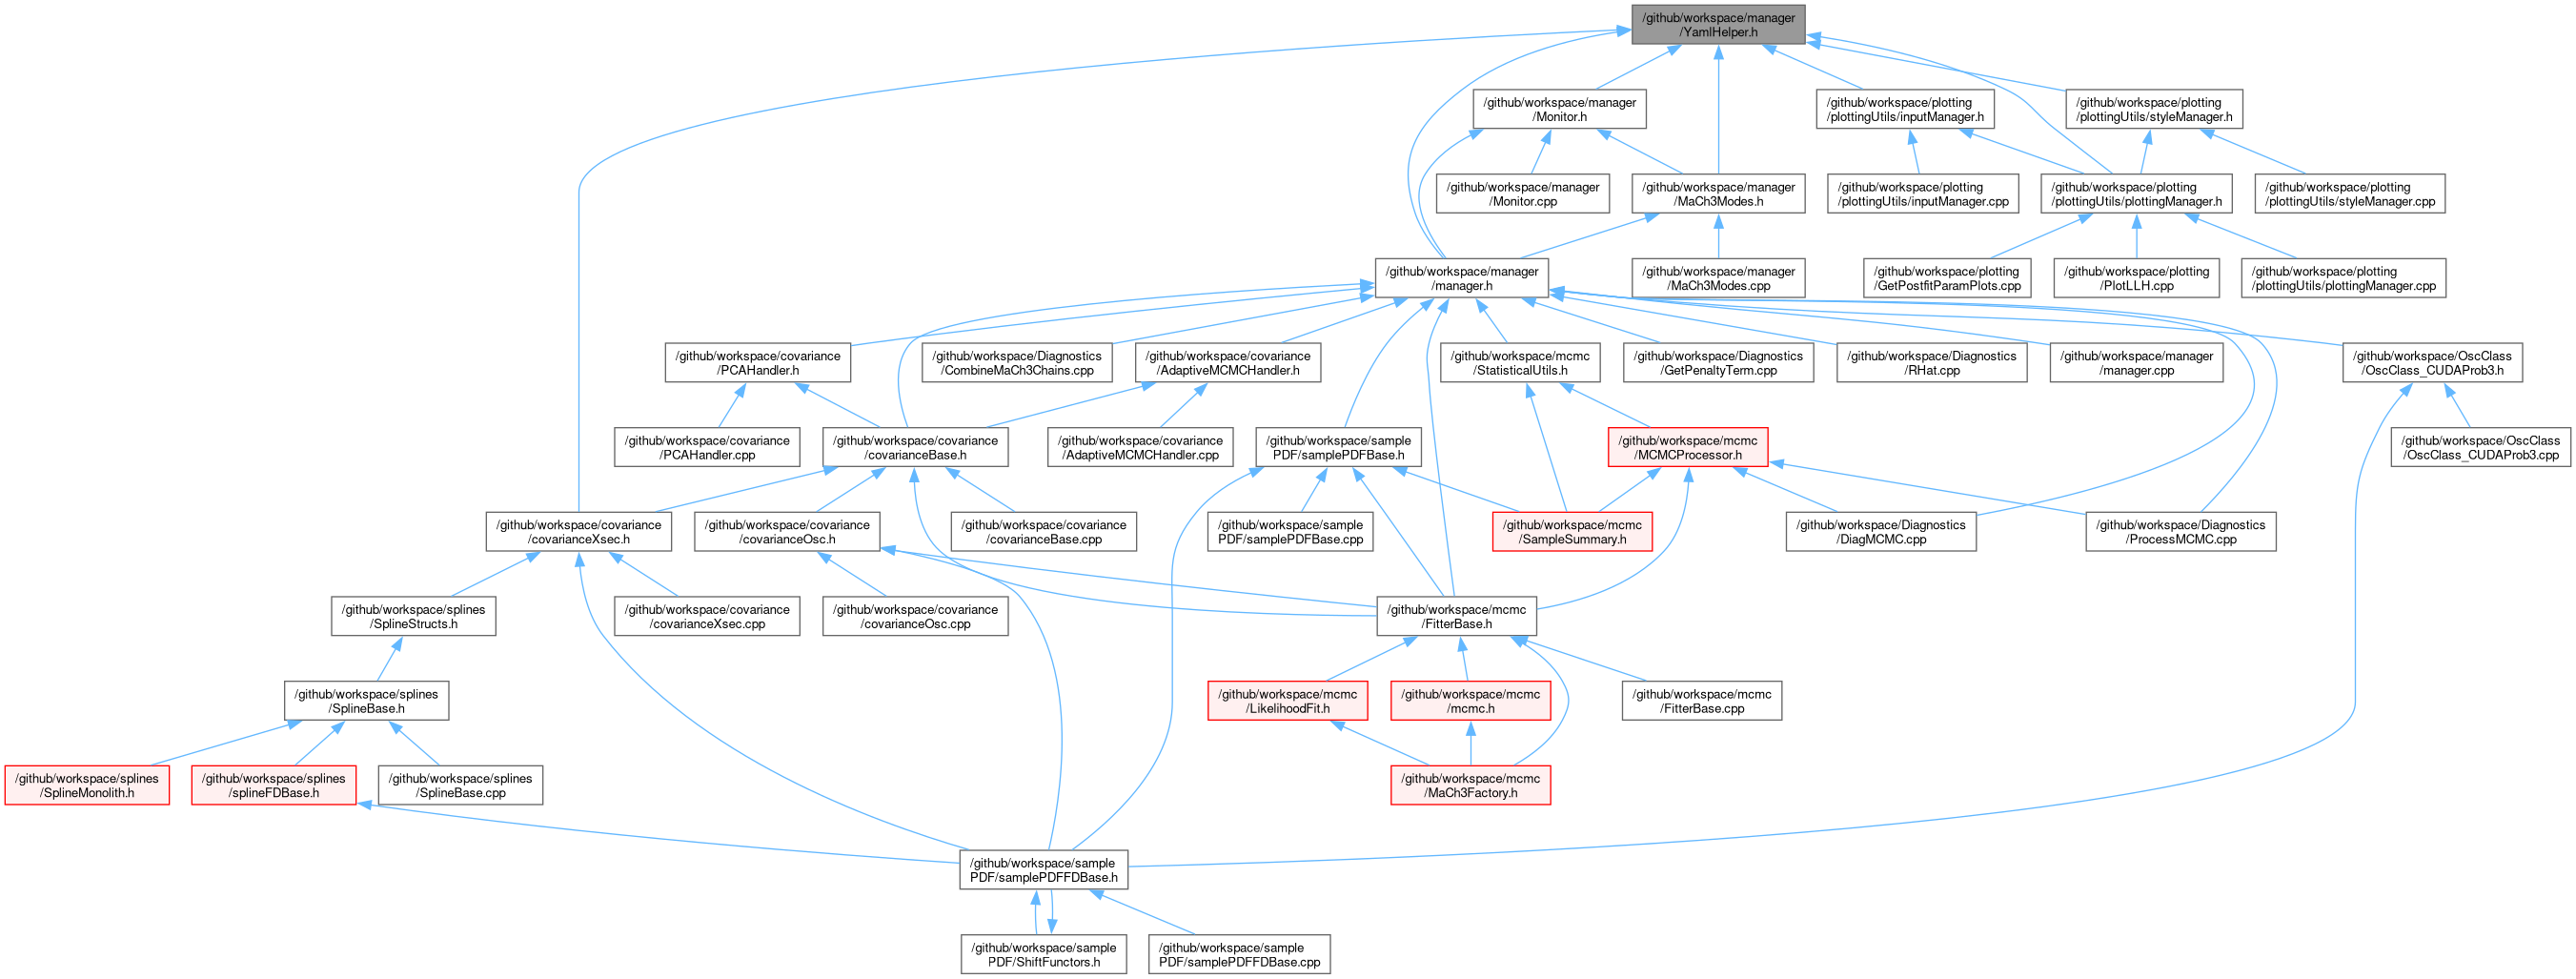 /github/workspace/manager
/YamlHelper.h
/github/workspace/manager
/Monitor.h
/github/workspace/plotting
/plottingUtils/inputManager.h
/github/workspace/plotting
/plottingUtils/styleManager.h
/github/workspace/manager
/Monitor.cpp
/github/workspace/manager
/MaCh3Modes.h
/github/workspace/plotting
/plottingUtils/inputManager.cpp
/github/workspace/plotting
/plottingUtils/plottingManager.h
/github/workspace/plotting
/plottingUtils/styleManager.cpp
/github/workspace/manager
/manager.h
/github/workspace/manager
/MaCh3Modes.cpp
/github/workspace/plotting
/GetPostfitParamPlots.cpp
/github/workspace/plotting
/PlotLLH.cpp
/github/workspace/plotting
/plottingUtils/plottingManager.cpp
/github/workspace/covariance
/PCAHandler.h
/github/workspace/Diagnostics
/CombineMaCh3Chains.cpp
/github/workspace/covariance
/AdaptiveMCMCHandler.h
/github/workspace/mcmc
/StatisticalUtils.h
/github/workspace/Diagnostics
/GetPenaltyTerm.cpp
/github/workspace/Diagnostics
/RHat.cpp
/github/workspace/manager
/manager.cpp
/github/workspace/OscClass
/OscClass_CUDAProb3.h
/github/workspace/covariance
/PCAHandler.cpp
/github/workspace/covariance
/covarianceBase.h
/github/workspace/covariance
/AdaptiveMCMCHandler.cpp
/github/workspace/sample
PDF/samplePDFBase.h
/github/workspace/mcmc
/MCMCProcessor.h
/github/workspace/OscClass
/OscClass_CUDAProb3.cpp
/github/workspace/covariance
/covarianceXsec.h
/github/workspace/covariance
/covarianceOsc.h
/github/workspace/covariance
/covarianceBase.cpp
/github/workspace/sample
PDF/samplePDFBase.cpp
/github/workspace/mcmc
/SampleSummary.h
/github/workspace/Diagnostics
/DiagMCMC.cpp
/github/workspace/Diagnostics
/ProcessMCMC.cpp
/github/workspace/splines
/SplineStructs.h
/github/workspace/covariance
/covarianceXsec.cpp
/github/workspace/covariance
/covarianceOsc.cpp
/github/workspace/mcmc
/FitterBase.h
/github/workspace/splines
/SplineBase.h
/github/workspace/mcmc
/LikelihoodFit.h
/github/workspace/mcmc
/mcmc.h
/github/workspace/mcmc
/FitterBase.cpp
/github/workspace/splines
/SplineMonolith.h
/github/workspace/splines
/splineFDBase.h
/github/workspace/splines
/SplineBase.cpp
/github/workspace/mcmc
/MaCh3Factory.h
/github/workspace/sample
PDF/samplePDFFDBase.h
/github/workspace/sample
PDF/ShiftFunctors.h
/github/workspace/sample
PDF/samplePDFFDBase.cpp